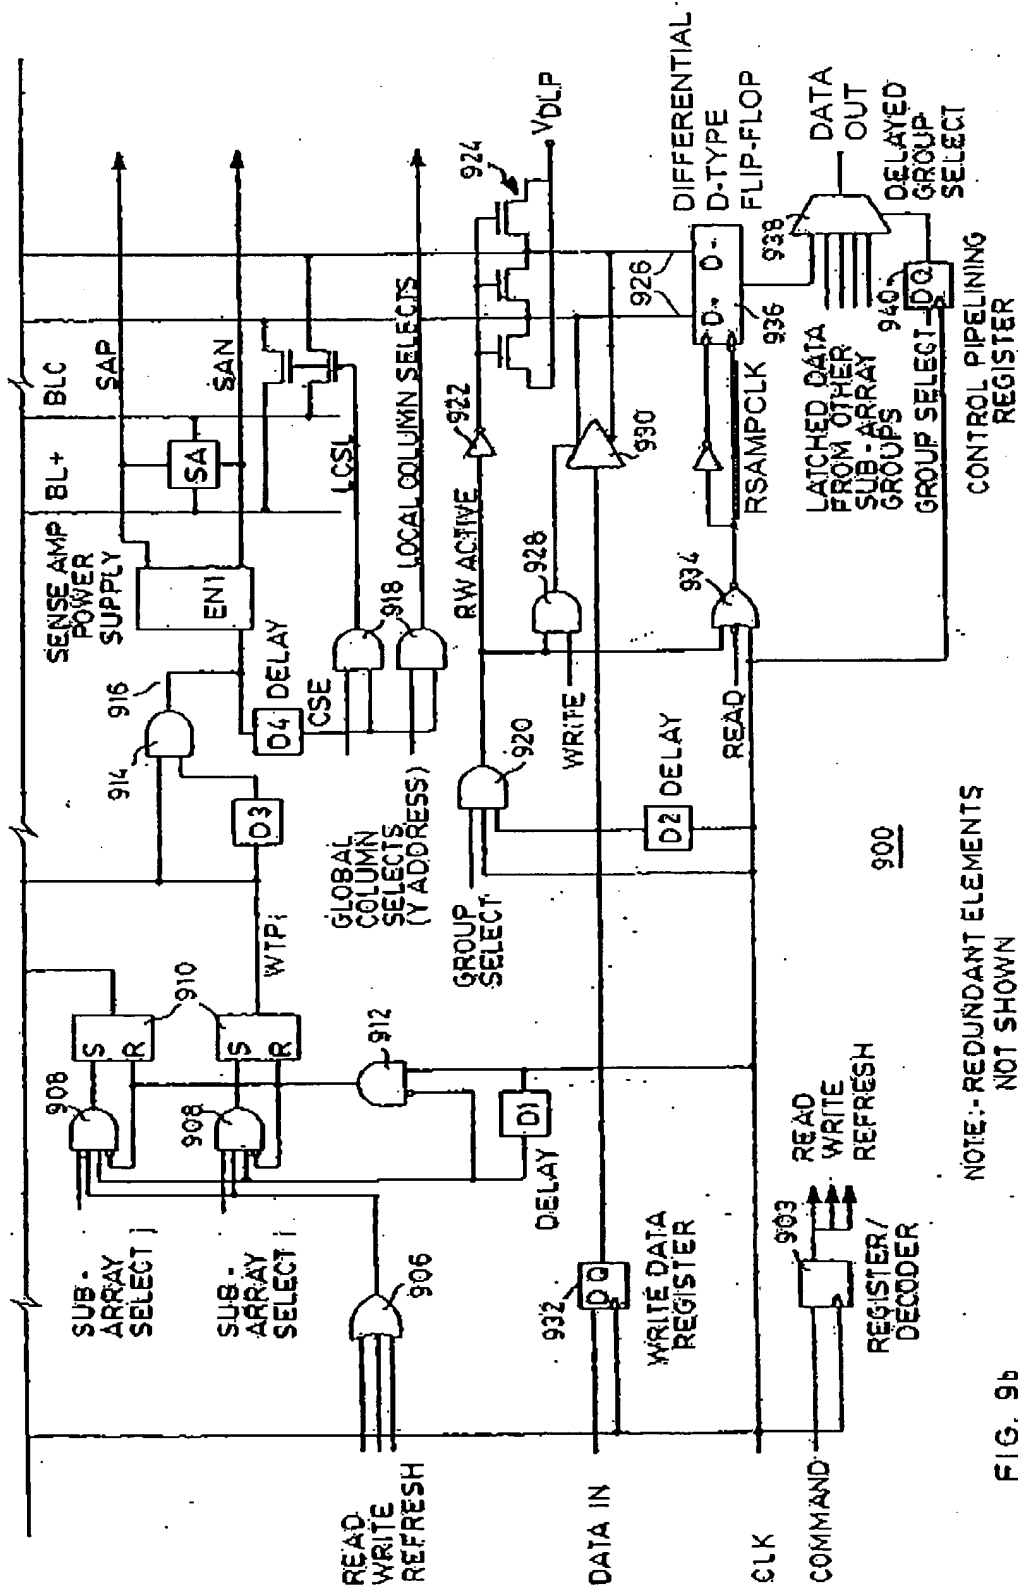 BLC
BL+
SAP
SAN
SENSE AMP
POWER
SUPPLY
EN1
SA
LCSL
LOCAL COLUMN SELECTS
916
914
D3
D4
DELAY
CSE
918
GLOBAL
COLUMN
SELECTS
(Y ADDRESS)
SUB-
ARRAY
SELECT j
908
S
R
910
SUB-
ARRAY
SELECT i
908
S
R
WTPi
912
D1
DELAY
READ
WRITE
REFRESH
906
GROUP
SELECT
920
RW ACTIVE
922
924
VDLP
WRITE
928
930
926
D2
DELAY
READ
934
RSAMPCLK
D+
D-
936
DIFFERENTIAL
D-TYPE
FLIP-FLOP
DATA IN
932
D Q
WRITE DATA
REGISTER
LATCHED DATA
FROM OTHER
SUB-ARRAY
GROUPS
938
DATA
OUT
GROUP SELECT
940
DQ
DELAYED
GROUP
SELECT
CONTROL PIPELINING
REGISTER
CLK
COMMAND
903
REGISTER/
DECODER
READ
WRITE
REFRESH
900
NOTE:-REDUNDANT ELEMENTS
NOT SHOWN
FIG. 9b